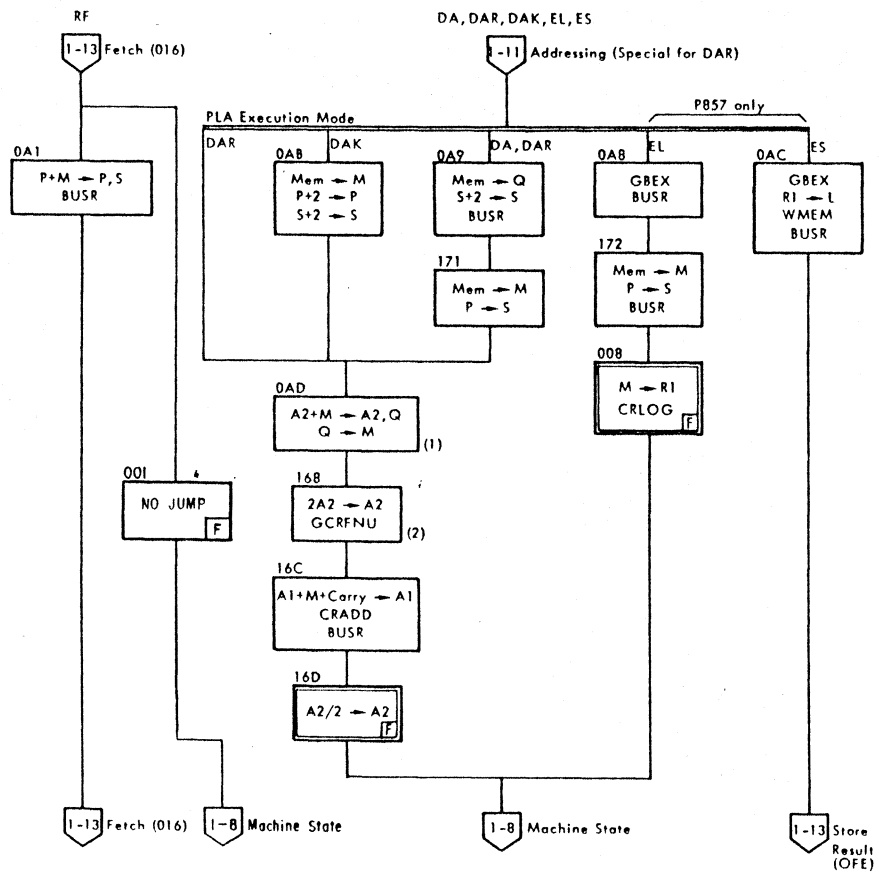 RF
DA, DAR, DAK, EL, ES
1-13 Fetch (016)
1-11 Addressing (Special for DAR)
P857 only
PLA Execution Mode
DAR
DAK
DA, DAR
EL
ES
0A1
P+M → P,S
BUSR
0AB
Mem → M
P+2 → P
S+2 → S
0A9
Mem → Q
S+2 → S
BUSR
0A8
GBEX
BUSR
0AC
GBEX
R1 → L
WMEM
BUSR
171
Mem → M
P → S
172
Mem → M
P → S
BUSR
008
M → R1
CRLOG
F
0AD
A2+M → A2,Q
Q → M
(1)
001
NO JUMP
F
168
2A2 → A2
GCRFNU
(2)
16C
A1+M+Carry → A1
CRADD
BUSR
16D
A2/2 → A2
F
1-13 Fetch (016)
1-8 Machine State
1-8 Machine State
1-13 Store
Result
(OFE)